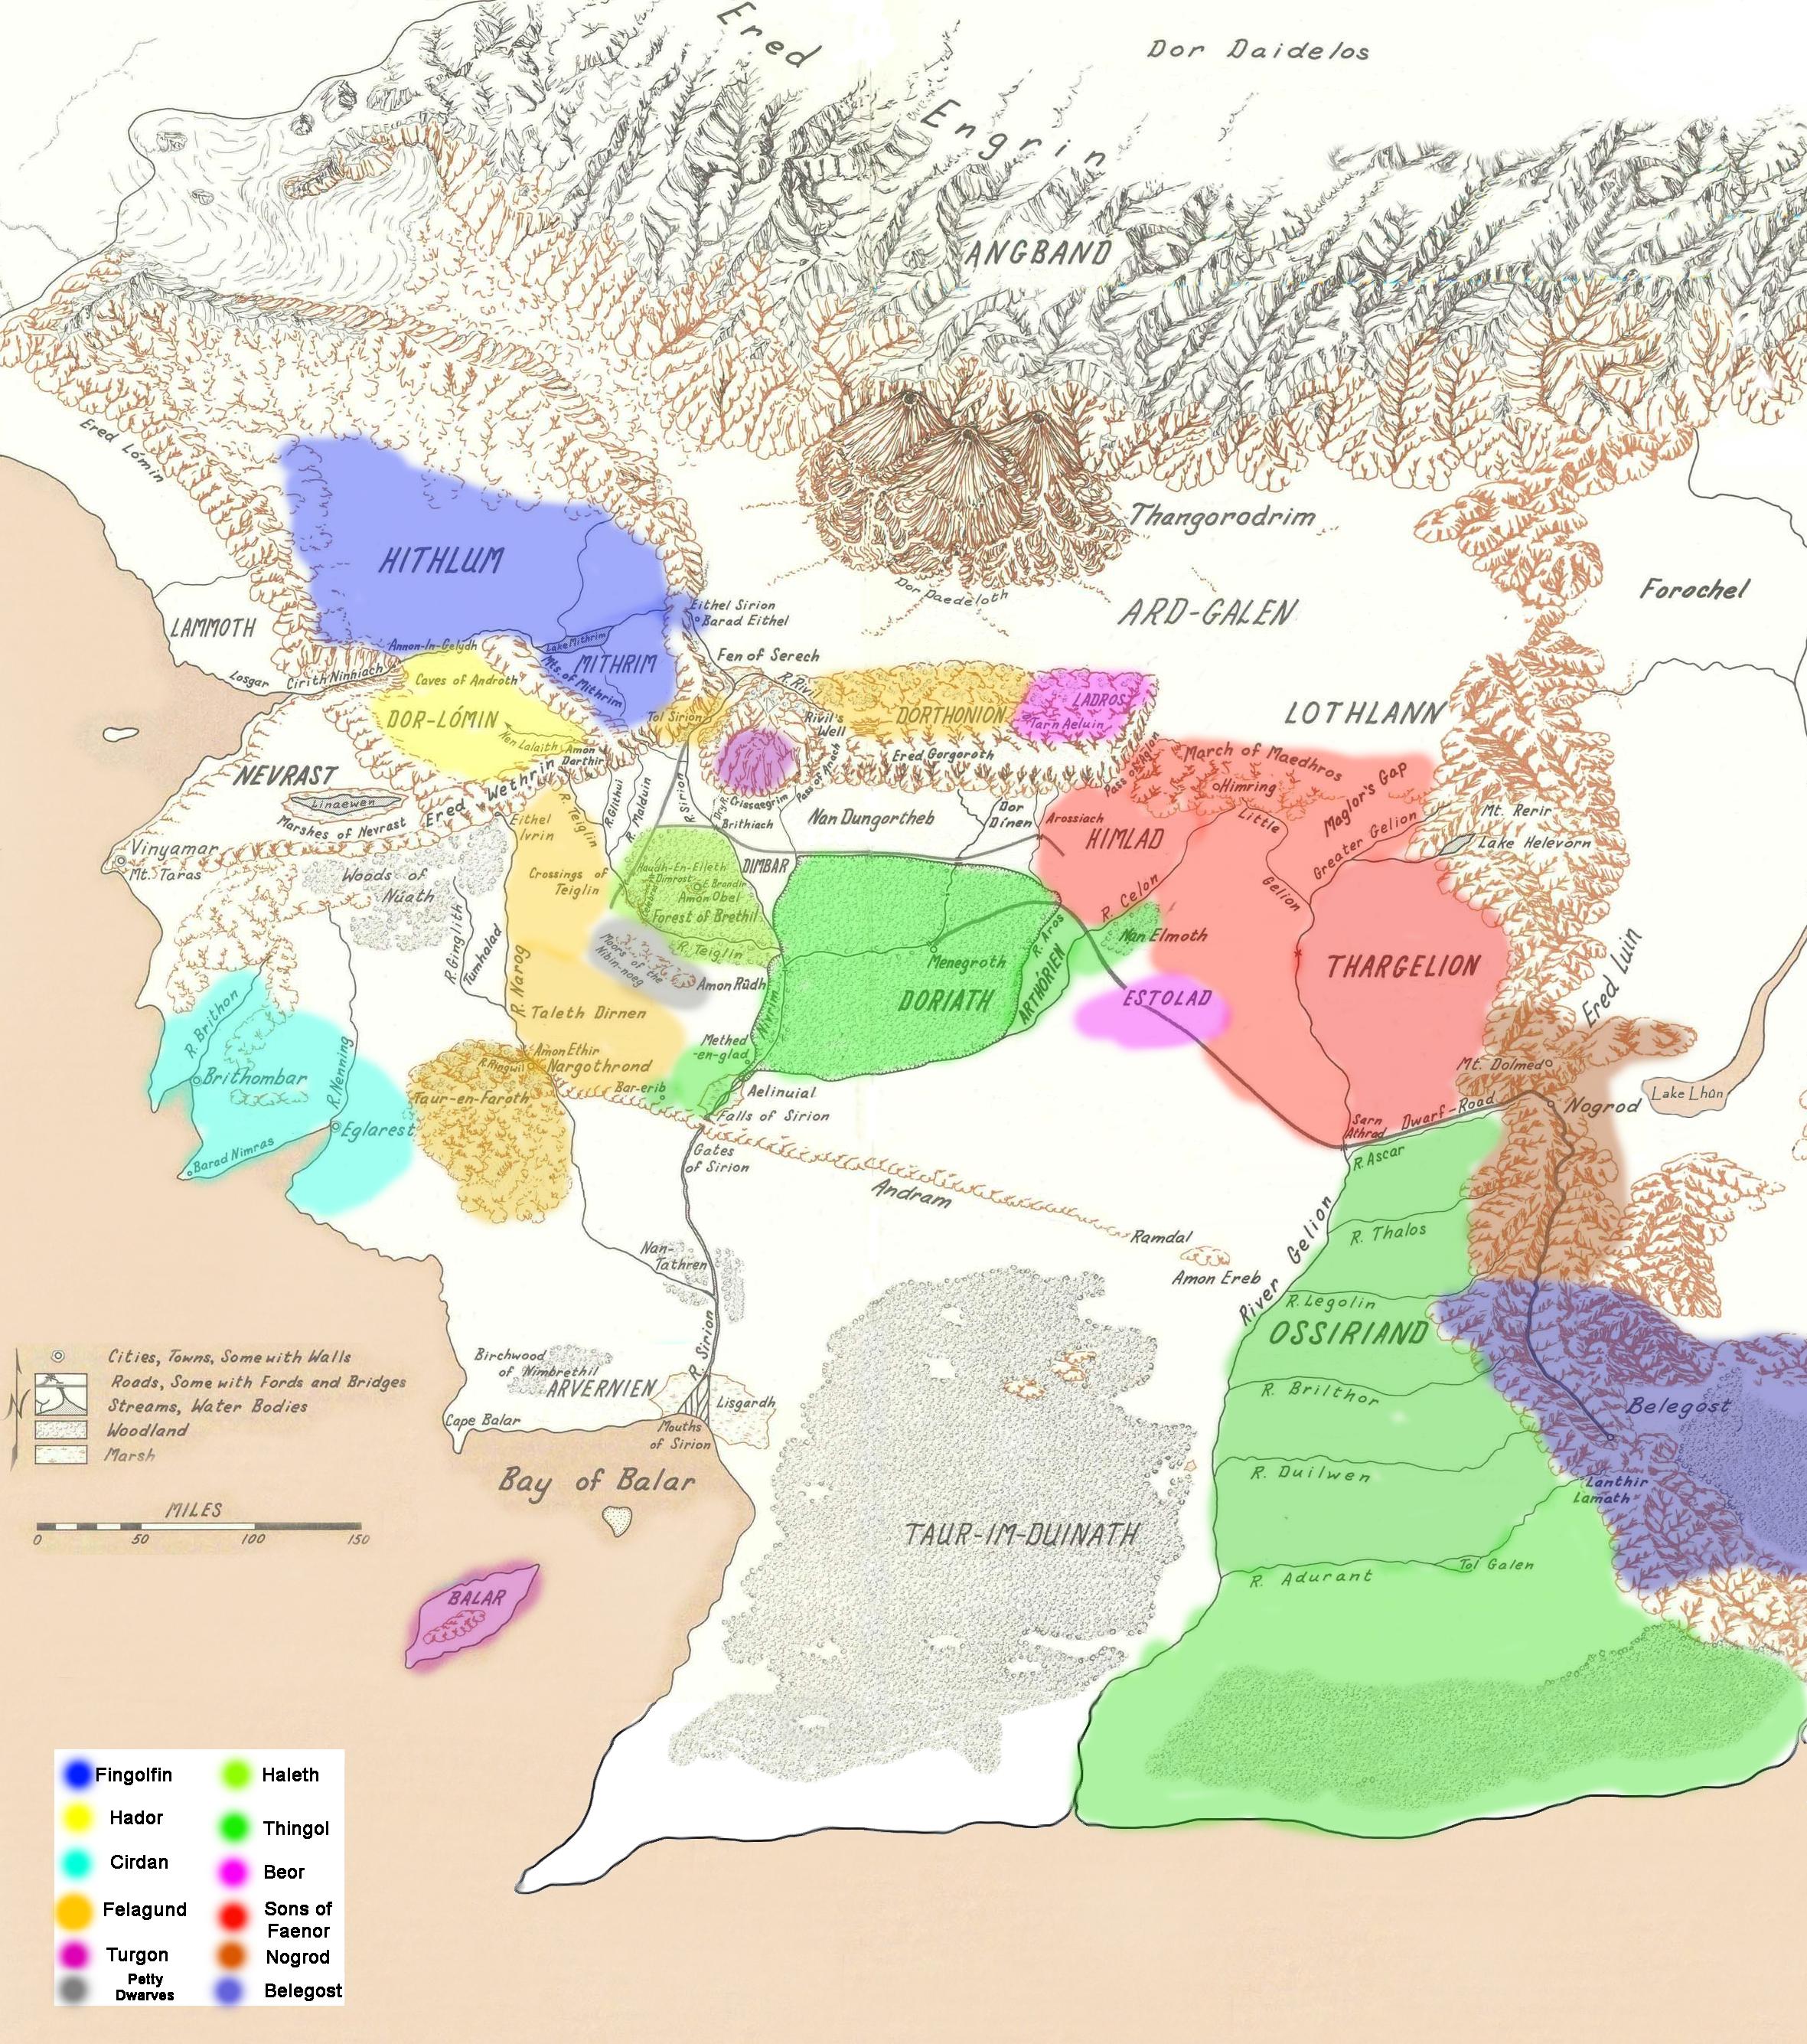 Ered
Engrin
Dor Daidelos
ANGBAND
Ered Lómin
Thangorodrim
Dor Daedeloth
ARD-GALEN
Forochel
HITHLUM
LAMMOTH
Eithel Sirion
Barad Eithel
Annon-In-Gelydh
Lake Mithrim
MITHRIM
Mts. of Mithrim
Fen of Serech
Losgar
Cirith Ninniach
Caves of Androth
R. Rivil
DOR-LÓMIN
Nen Lalaith
Amon
Darthir
Tol Sirion
Rivil's
Well
DORTHONION
LADROS
Tarn Aeluin
LOTHLANN
NEVRAST
Linaewen
Marshes of Nevrast
Ered Wethrin
Ered Gorgoroth
Pass of Anach
Crissaegrim
Pass of Aglon
March of Maedhros
Himring
Maglor's Gap
Mt. Rerir
Lake Helevorn
Vinyamar
Mt. Taras
Woods of
Núath
Eithel
Ivrin
R. Teiglin
R. Glithui
R. Malduin
R. Sirion
Brithiach
Nan Dungortheb
Dor
Dínen
Arossiach
HIMLAD
Little
Gelion
Greater Gelion
DIMBAR
Crossings of
Teiglin
Haudh-En-Elleth
Dimrost
E. Brandir
Amon Obel
Forest of Brethil
R. Teiglin
R. Celon
Nan Elmoth
R. Aros
Menegroth
DORIATH
ARTHÓRIEN
THARGELION
Ered Luin
R. Ginglith
Tumhalad
R. Narog
Moors of the
Nibin-noeg
Amon Rûdh
Taleth Dirnen
Nivrim
ESTOLAD
R. Brithon
Brithombar
R. Nenning
Eglarest
Barad Nimras
Amon Ethir
R. Ringwil
Nargothrond
Taur-en-Faroth
Methed
-en-glad
Bar-erib
Aelinuial
Falls of Sirion
Gates
of Sirion
Andram
Ramdal
Amon Ereb
Mt. Dolmed
Nogrod
Lake Lhûn
Sarn
Athrad
Dwarf-Road
R. Ascar
River Gelion
R. Thalos
R. Legolin
OSSIRIAND
R. Brilthor
Belegost
R. Duilwen
Lanthir
Lamath
R. Adurant
Tol Galen
Nan-
Tathren
R. Sirion
Birchwood
of Nimbrethil
ARVERNIEN
Lisgardh
Cape Balar
Mouths
of Sirion
Bay of Balar
BALAR
TAUR-IM-DUINATH
N
Cities, Towns, Some with Walls
Roads, Some with Fords and Bridges
Streams, Water Bodies
Woodland
Marsh
MILES
0 50 100 150
Fingolfin
Hador
Cirdan
Felagund
Turgon
Petty
Dwarves
Haleth
Thingol
Beor
Sons of
Faenor
Nogrod
Belegost